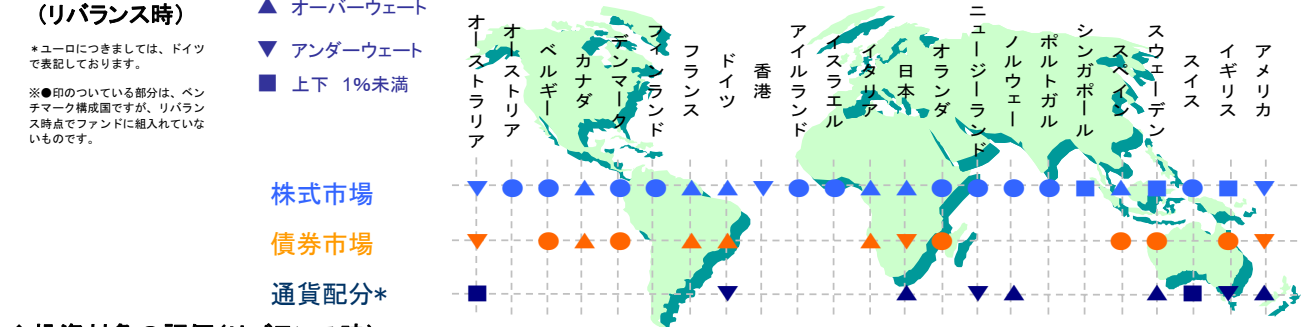 （リバランス時）
▲ オーバーウェート
▼ アンダーウェート
■ 上下 1％未満
＊ユーロにつきましては、ドイツ
で表記しております。
※●印のついている部分は、ベン
チマーク構成国ですが、リバラン
ス時点でファンドに組入れていな
いものです。
オーストラリア
オーストリア
ベルギー
カナダ
デンマーク
フィンランド
フランス
ドイツ
香港
アイルランド
イスラエル
イタリア
日本
オランダ
ニュージーランド
ノルウェー
ポルトガル
シンガポール
スペイン
スウェーデン
スイス
イギリス
アメリカ
株式市場
債券市場
通貨配分*